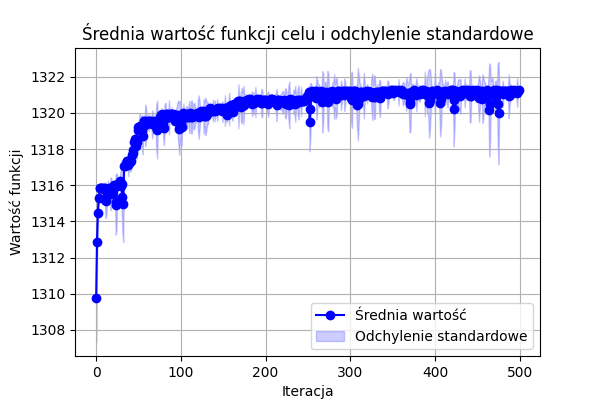 Średnia wartość funkcji celu i odchylenie standardowe
Wartość funkcji
1322
1320
1318
1316
1314
1312
1310
1308
Średnia wartość
Odchylenie standardowe
0 100 200 300 400 500
Iteracja